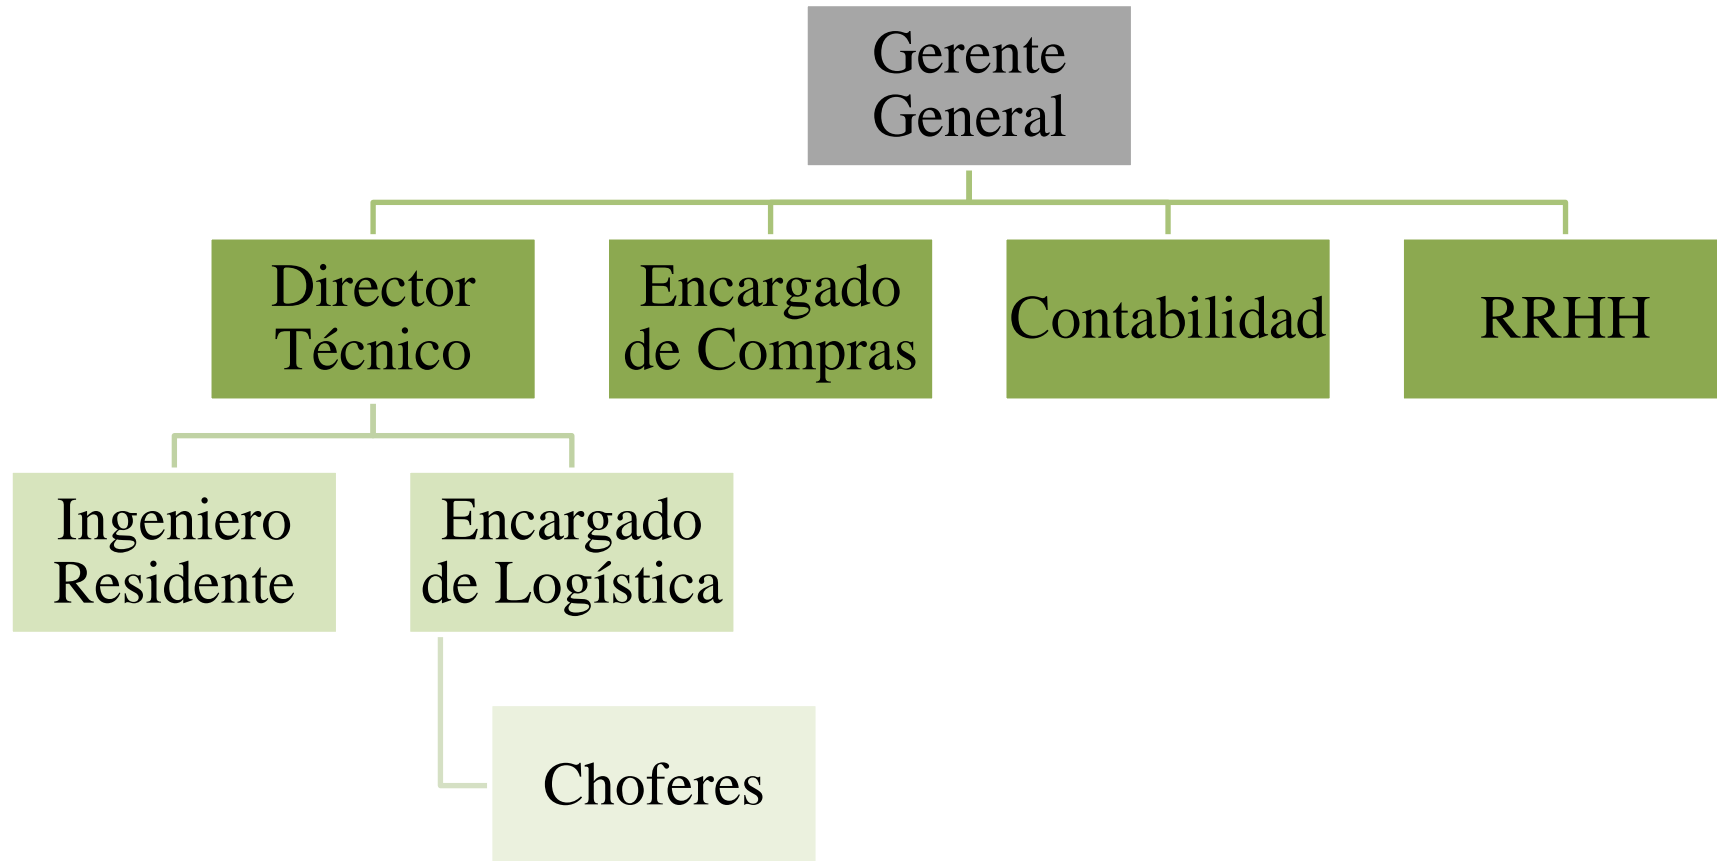 Gerente
General
Director
Técnico
Encargado
de Compras
Contabilidad
RRHH
Ingeniero
Residente
Encargado
de Logística
Choferes